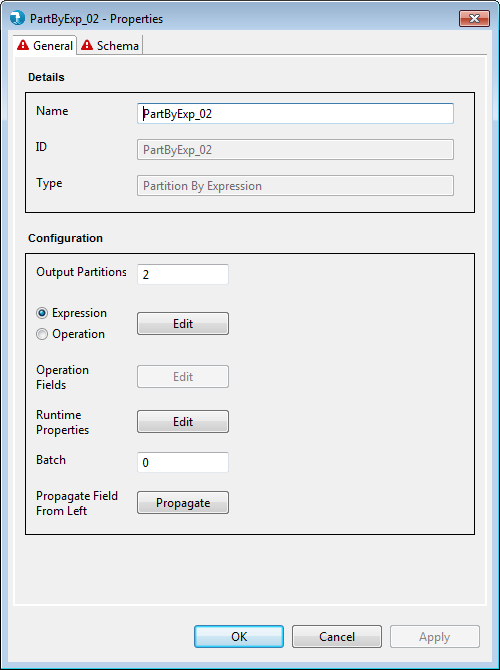 PartByExp_02 - Properties
General Schema
Details
Name PartByExp_02
ID PartByExp_02
Type Partition By Expression
Configuration
Output Partitions 2
Expression Edit
Operation
Operation
Fields Edit
Runtime
Properties Edit
Batch 0
Propagate Field
From Left Propagate
OK Cancel Apply